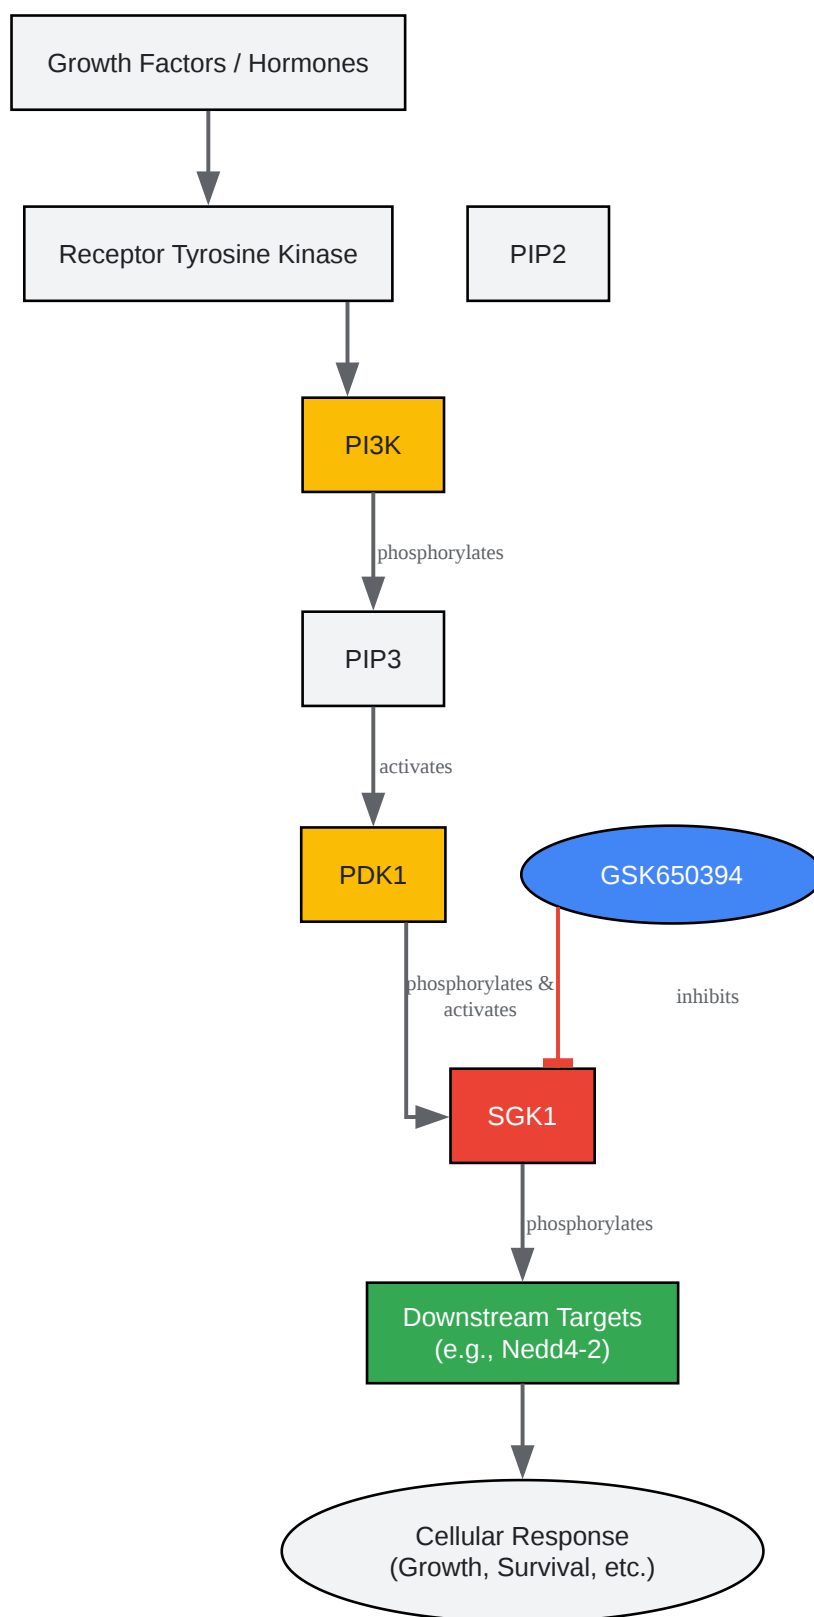 Growth Factors / Hormones
Receptor Tyrosine Kinase
PIP2
PI3K
phosphorylates
PIP3
activates
PDK1
GSK650394
phosphorylates &
activates
inhibits
SGK1
phosphorylates
Downstream Targets
(e.g., Nedd4-2)
Cellular Response
(Growth, Survival, etc.)